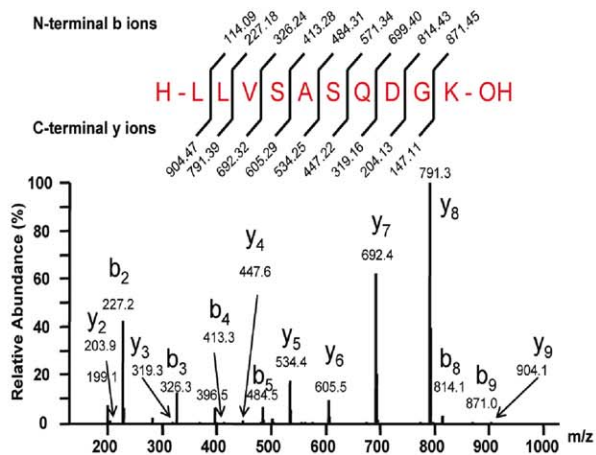 N-terminal b ions
114.09 227.18 326.24 413.28 484.31 571.34 699.40 814.43 871.45
H - L L V S A S Q D G K - OH
C-terminal y ions
904.47 791.39 692.32 605.29 534.25 447.22 319.16 204.13 147.11
Relative Abundance (%)
100
80
60
40
20
0
791.3
y8
y7
692.4
y4
447.6
b2
227.2
y2
203.9
199.1
y3
319.3
b3
326.3
b4
413.3
396.5
b5
484.5
y5
534.4
y6
605.5
b8
814.1
b9
871.0
y9
904.1
200 300 400 500 600 700 800 900 1000 m/z